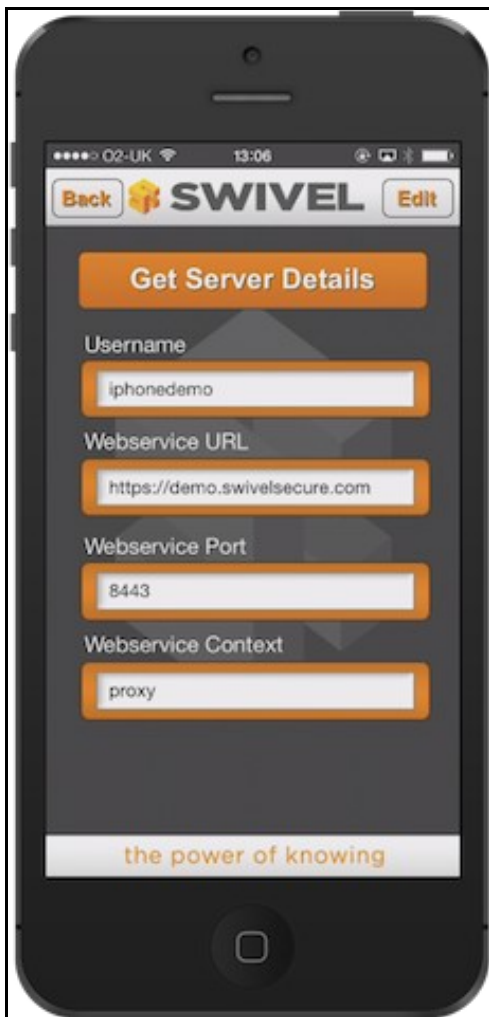 O2-UK 13:06
Back SWIVEL Edit
Get Server Details
Username
iphonedemo
Webservice URL
https://demo.swivelsecure.com
Webservice Port
8443
Webservice Context
proxy
the power of knowing